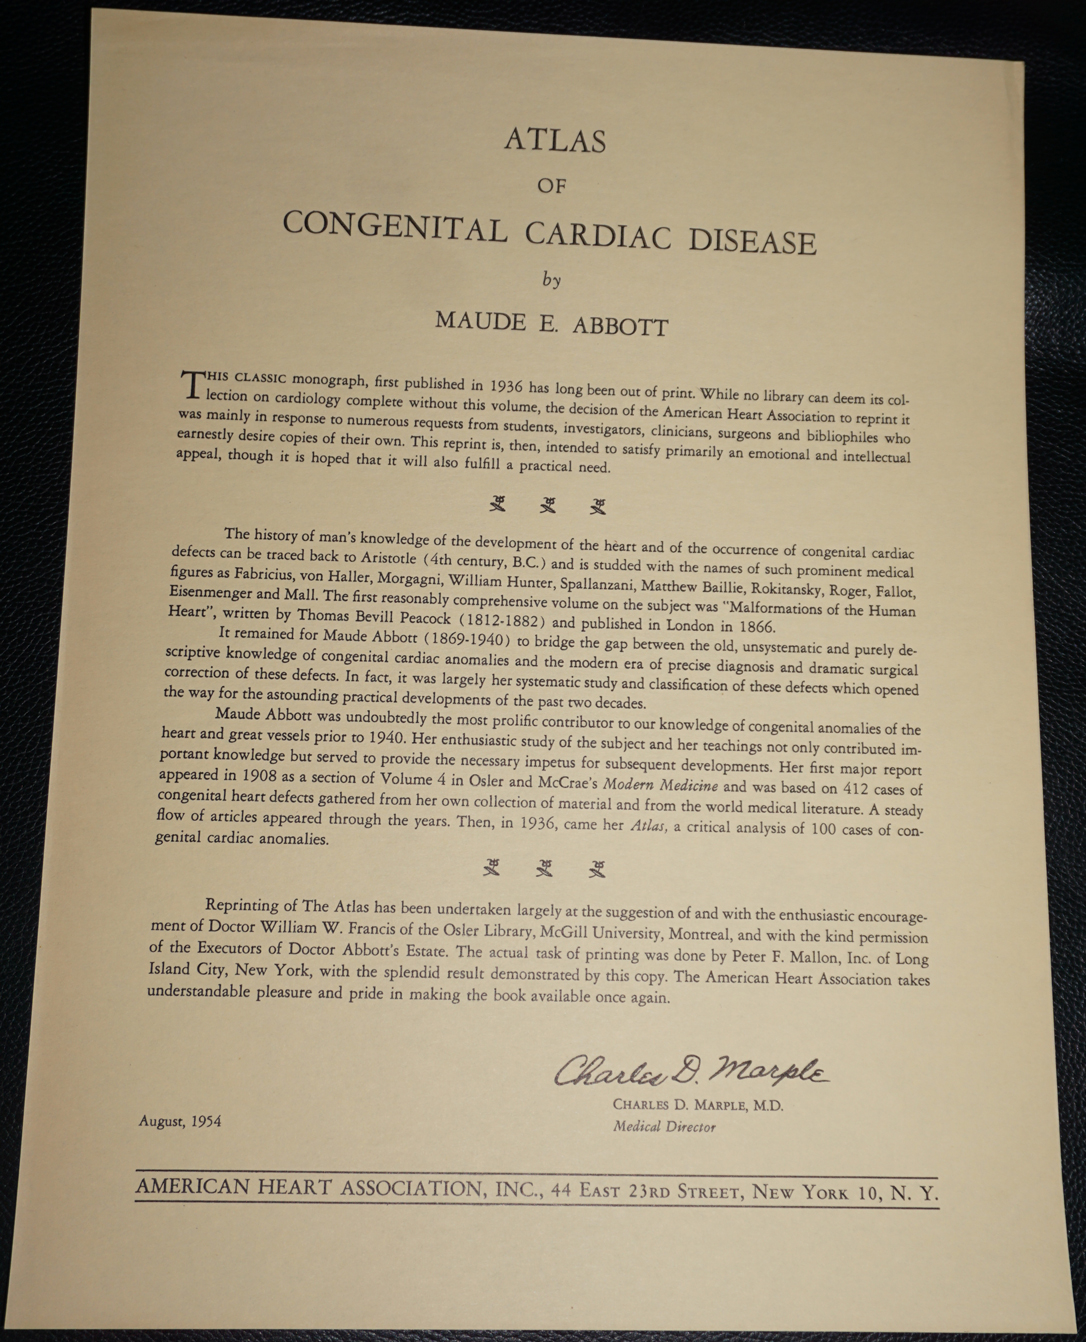 ATLAS
OF
CONGENITAL CARDIAC DISEASE
by
MAUDE E. ABBOTT
THIS CLASSIC monograph, first published in 1936 has long been out of print. While no library can deem its col-
lection on cardiology complete without this volume, the decision of the American Heart Association to reprint it
was mainly in response to numerous requests from students, investigators, clinicians, surgeons and bibliophiles who
earnestly desire copies of their own. This reprint is, then, intended to satisfy primarily an emotional and intellectual
appeal, though it is hoped that it will also fulfill a practical need.
The history of man's knowledge of the development of the heart and of the occurrence of congenital cardiac
defects can be traced back to Aristotle (4th century, B.C.) and is studded with the names of such prominent medical
figures as Fabricius, von Haller, Morgagni, William Hunter, Spallanzani, Matthew Baillie, Rokitansky, Roger, Fallot,
Eisenmenger and Mall. The first reasonably comprehensive volume on the subject was "Malformations of the Human
Heart", written by Thomas Bevill Peacock (1812-1882) and published in London in 1866.
It remained for Maude Abbott (1869-1940) to bridge the gap between the old, unsystematic and purely de-
scriptive knowledge of congenital cardiac anomalies and the modern era of precise diagnosis and dramatic surgical
correction of these defects. In fact, it was largely her systematic study and classification of these defects which opened
the way for the astounding practical developments of the past two decades.
Maude Abbott was undoubtedly the most prolific contributor to our knowledge of congenital anomalies of the
heart and great vessels prior to 1940. Her enthusiastic study of the subject and her teachings not only contributed im-
portant knowledge but served to provide the necessary impetus for subsequent developments. Her first major report
appeared in 1908 as a section of Volume 4 in Osler and McCrae's Modern Medicine and was based on 412 cases of
congenital heart defects gathered from her own collection of material and from the world medical literature. A steady
flow of articles appeared through the years. Then, in 1936, came her Atlas, a critical analysis of 100 cases of con-
genital cardiac anomalies.
Reprinting of The Atlas has been undertaken largely at the suggestion of and with the enthusiastic encourage-
ment of Doctor William W. Francis of the Osler Library, McGill University, Montreal, and with the kind permission
of the Executors of Doctor Abbott's Estate. The actual task of printing was done by Peter F. Mallon, Inc. of Long
Island City, New York, with the splendid result demonstrated by this copy. The American Heart Association takes
understandable pleasure and pride in making the book available once again.
Charles D. Marple
CHARLES D. MARPLE, M.D.
August, 1954
Medical Director
AMERICAN HEART ASSOCIATION, INC., 44 EAST 23RD STREET, NEW YORK 10, N. Y.